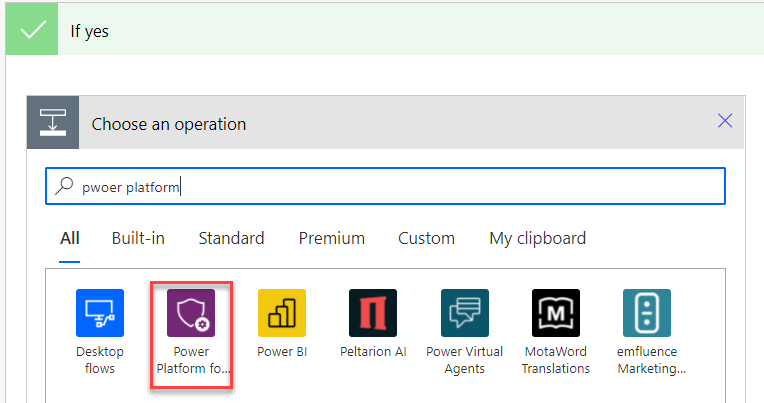 If yes
Choose an operation
pwoer platform
All Built-in Standard Premium Custom My clipboard
Desktop flows
Power Platform fo...
Power BI
Peltarion AI
Power Virtual Agents
MotaWord Translations
emfluence Marketing...